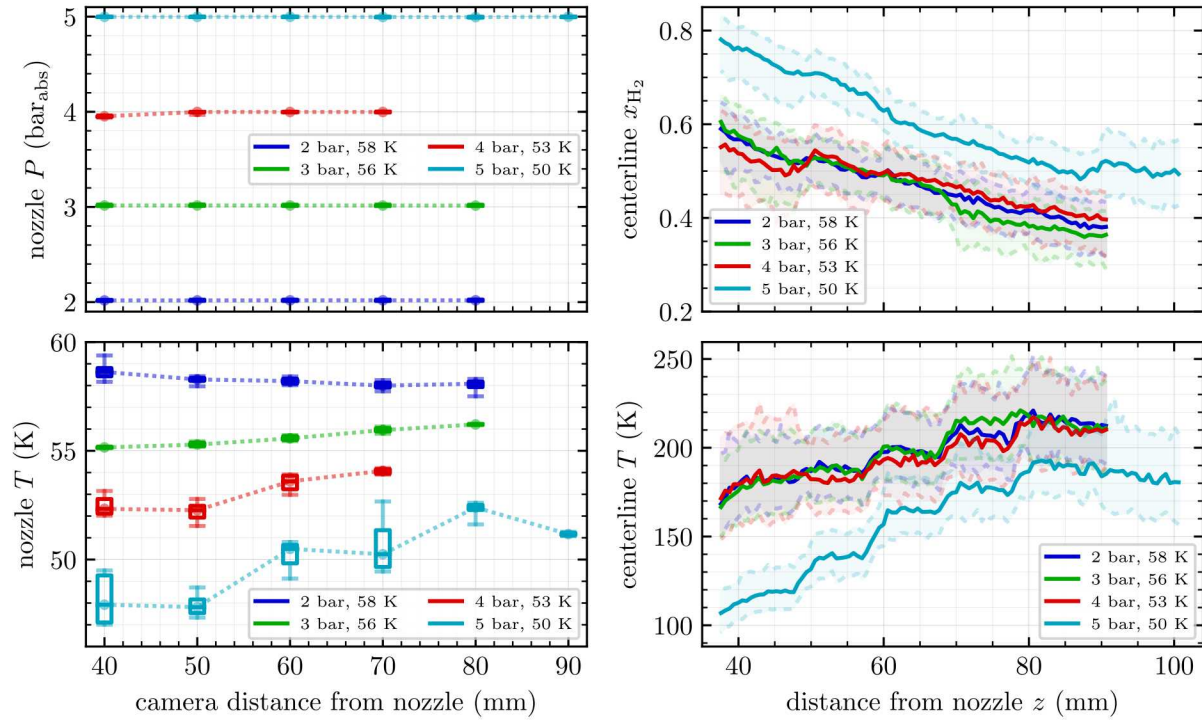 5
4
3
2
nozzle P (bar_abs)
2 bar, 58 K
3 bar, 56 K
4 bar, 53 K
5 bar, 50 K
0.8
0.6
0.4
0.2
centerline x_H₂
2 bar, 58 K
3 bar, 56 K
4 bar, 53 K
5 bar, 50 K
60
55
50
nozzle T (K)
2 bar, 58 K
3 bar, 56 K
4 bar, 53 K
5 bar, 50 K
40 50 60 70 80 90
camera distance from nozzle (mm)
250
200
150
100
centerline T (K)
2 bar, 58 K
3 bar, 56 K
4 bar, 53 K
5 bar, 50 K
40 60 80 100
distance from nozzle z (mm)